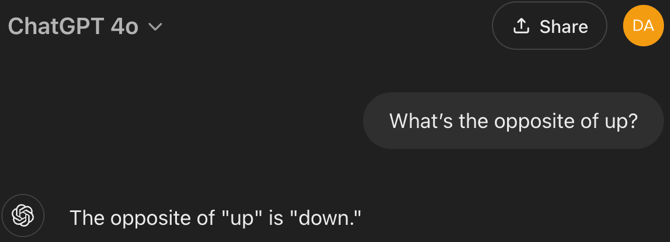 ChatGPT 4o
Share
DA
What’s the opposite of up?
The opposite of "up" is "down."